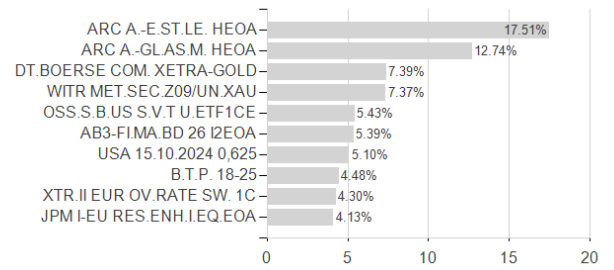 ARC A.-E.ST.LE. HEOA 17.51%
ARC A.-GL.AS.M. HEOA 12.74%
DT.BOERSE COM. XETRA-GOLD 7.39%
WITR MET.SEC.Z09/UN.XAU 7.37%
OSS.S.B.US S.V.T U.ETF1CE 5.43%
AB3-FI.MA.BD 26 I2EOA 5.39%
USA 15.10.2024 0,625 5.10%
B.T.P. 18-25 4.48%
XTR.II EUR OV.RATE SW. 1C 4.30%
JPM I-EU RES.ENH.I.EQ.EOA 4.13%
0 5 10 15 20